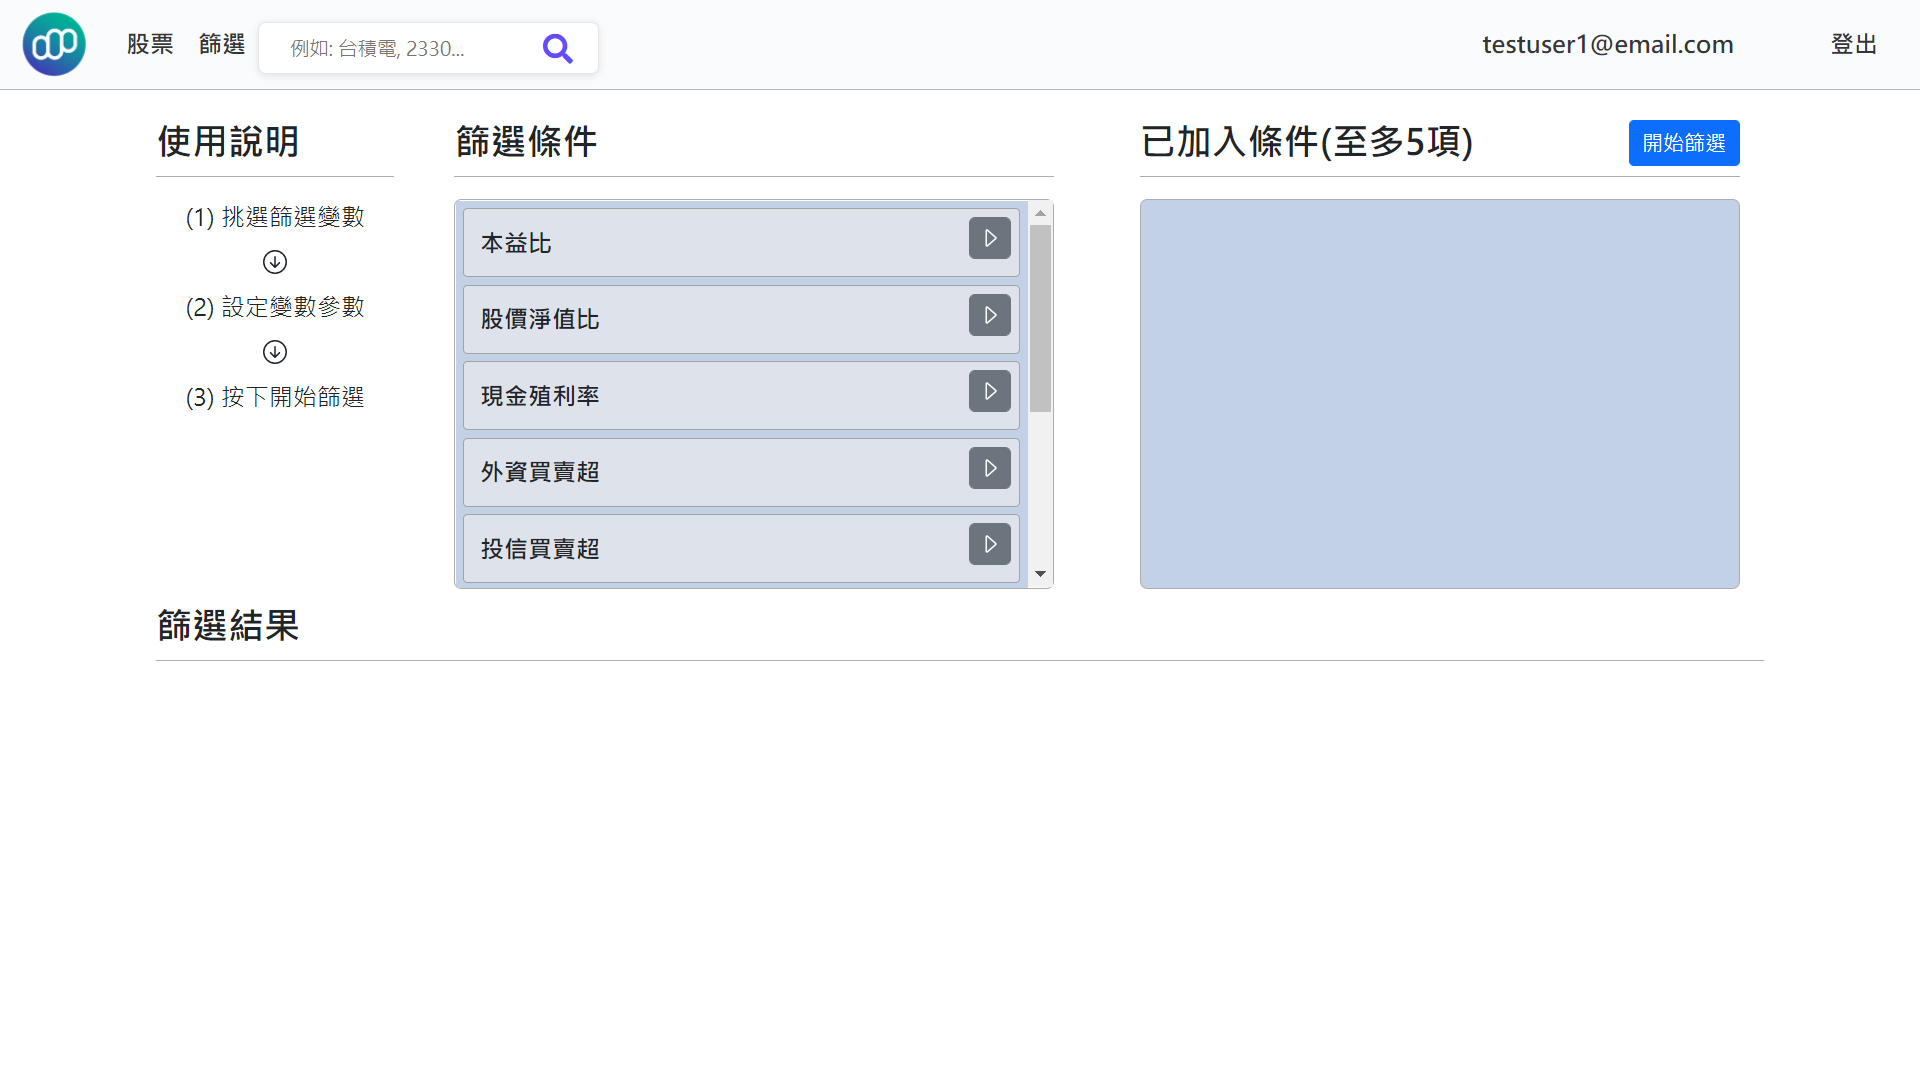 股票 篩選 例如: 台積電, 2330... testuser1@email.com 登出
使用說明
(1) 挑選篩選變數
(2) 設定變數參數
(3) 按下開始篩選
篩選條件
本益比
股價淨值比
現金殖利率
外資買賣超
投信買賣超
已加入條件(至多5項) 開始篩選
篩選結果